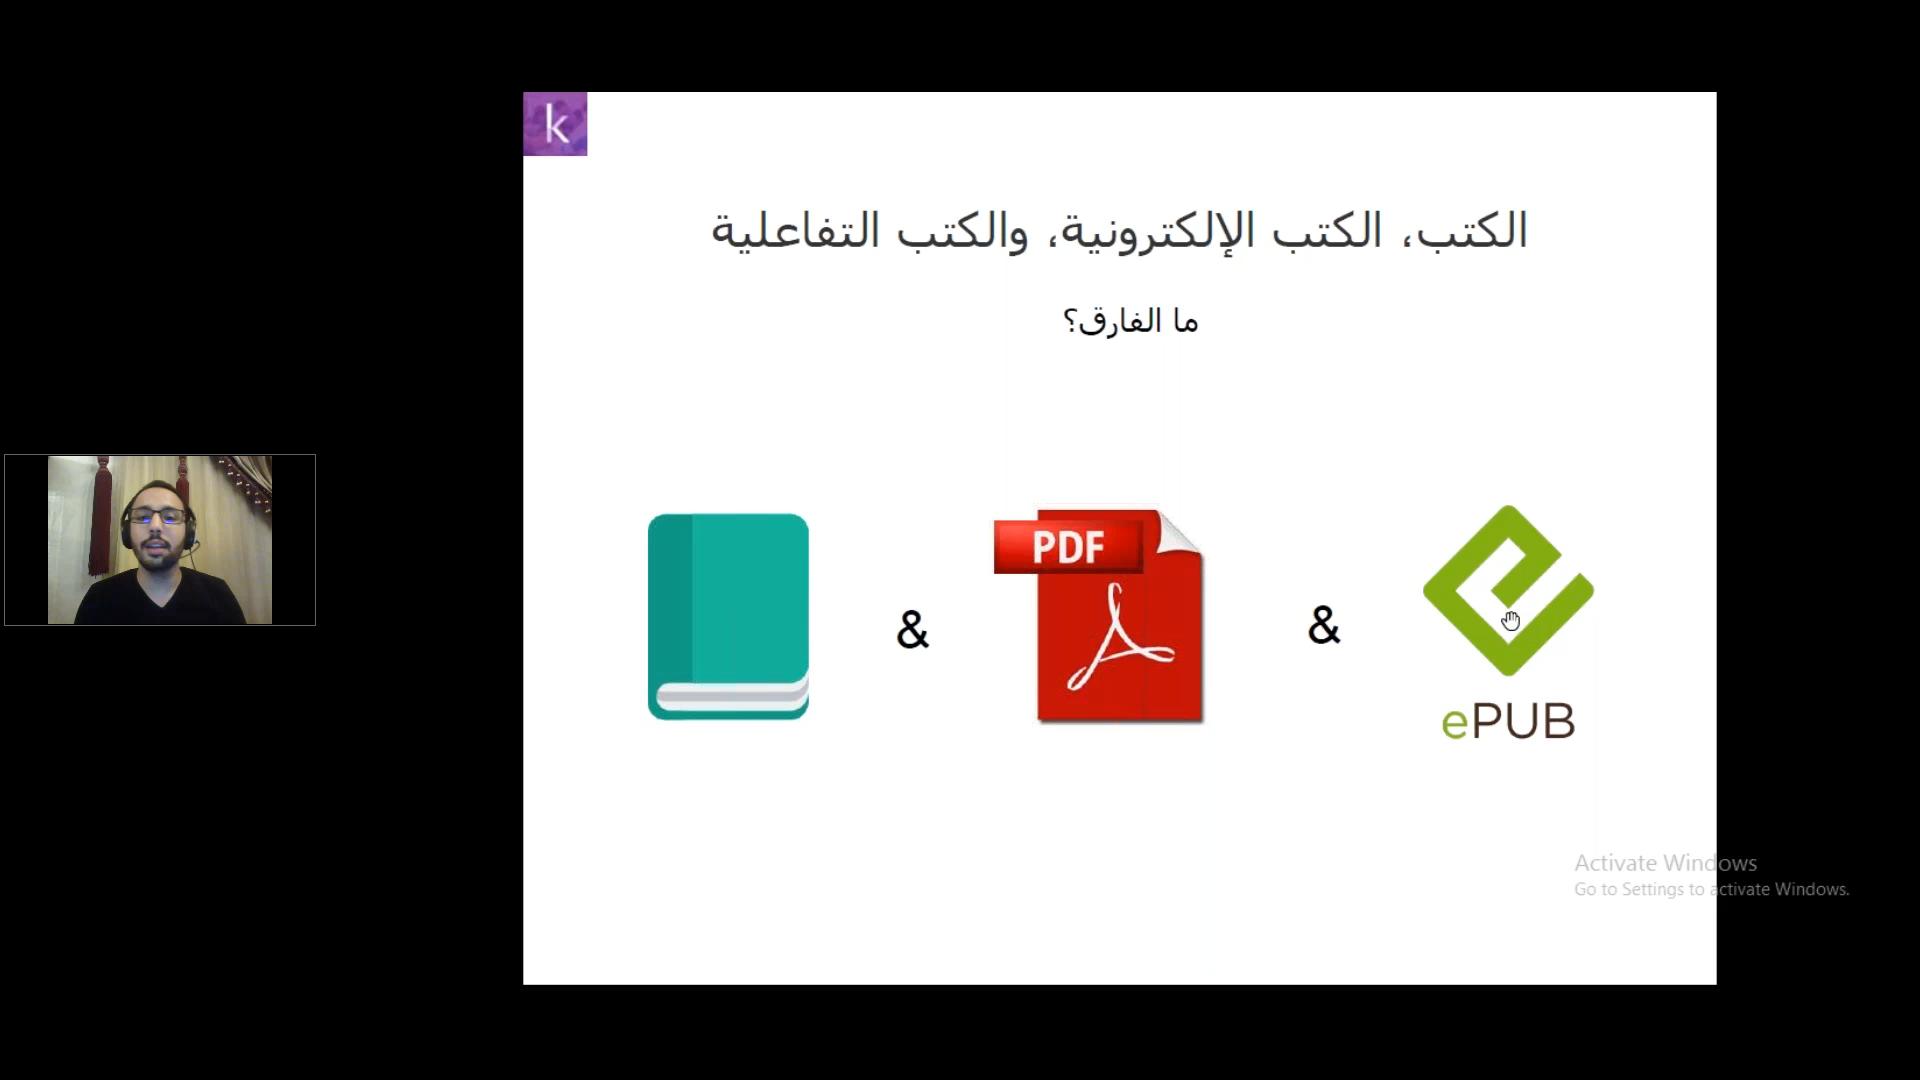 k
الكتب، الكتب الإلكترونية، والكتب التفاعلية
ما الفارق؟
&
PDF
&
ePUB
Activate Windows
Go to Settings to activate Windows.